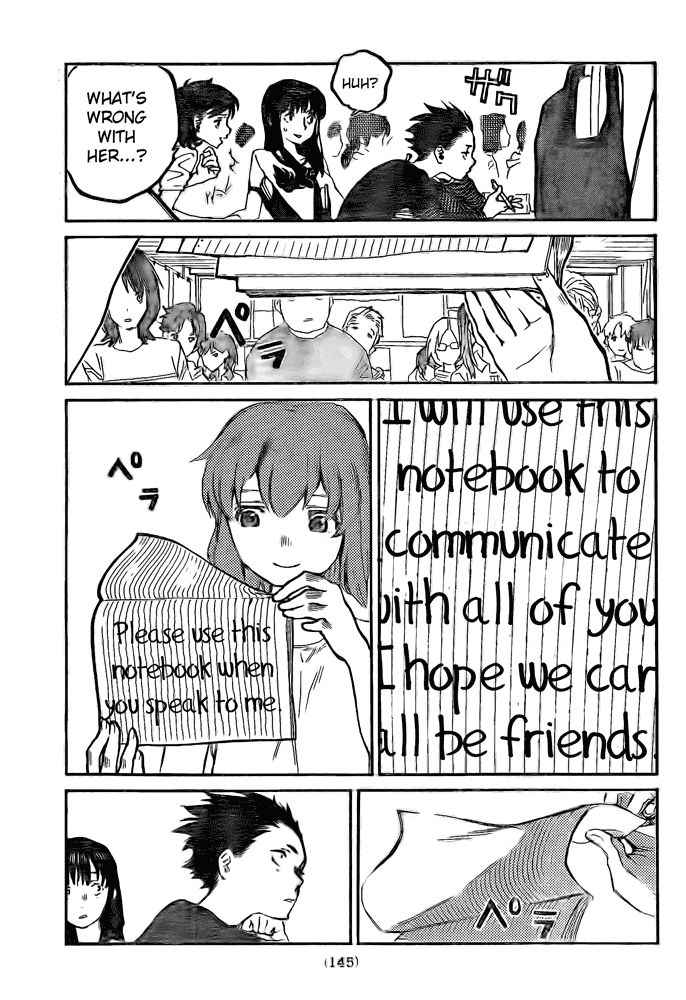 WHAT'S
WRONG
WITH
HER...?
HUH?
ザワ
ペラ
ペラ
Please use this
notebook when
you speak to me.
I will use this
notebook to
communicate
with all of you
I hope we can
all be friends.
ペラ
(145)